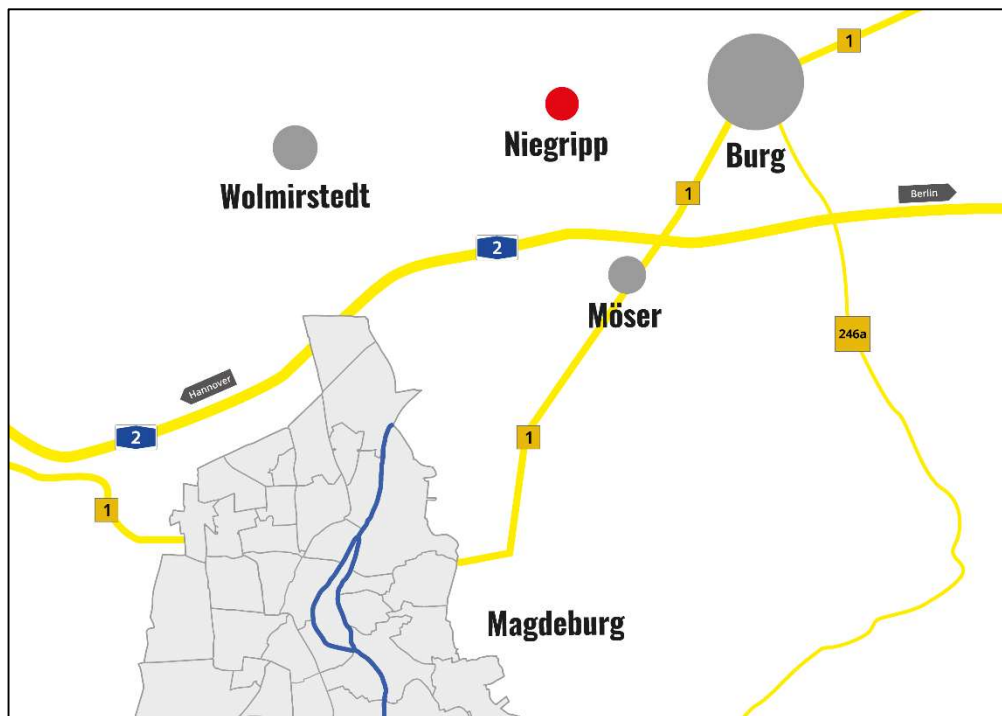 1
Niegripp
Burg
Wolmirstedt
1
Berlin
2
Möser
246a
Hannover
2
1
1
Magdeburg